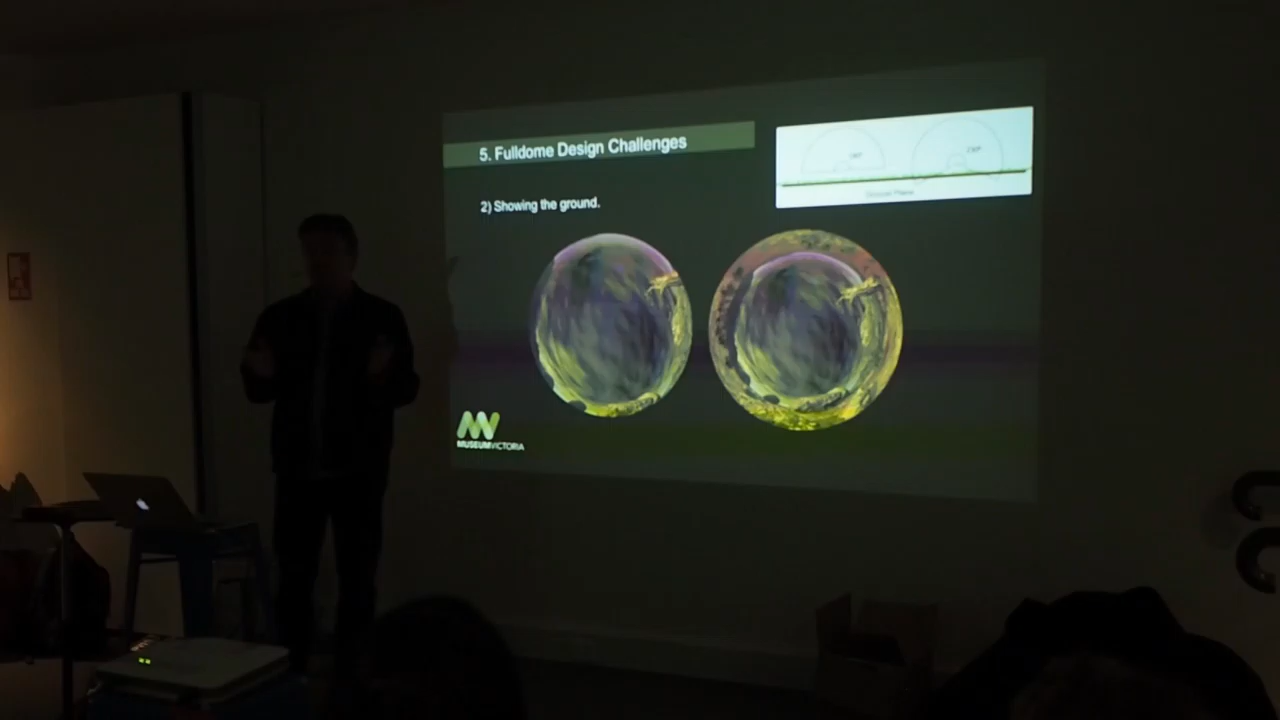 5. Fulldome Design Challenges
2) Showing the ground.
MUSEUMVICTORIA